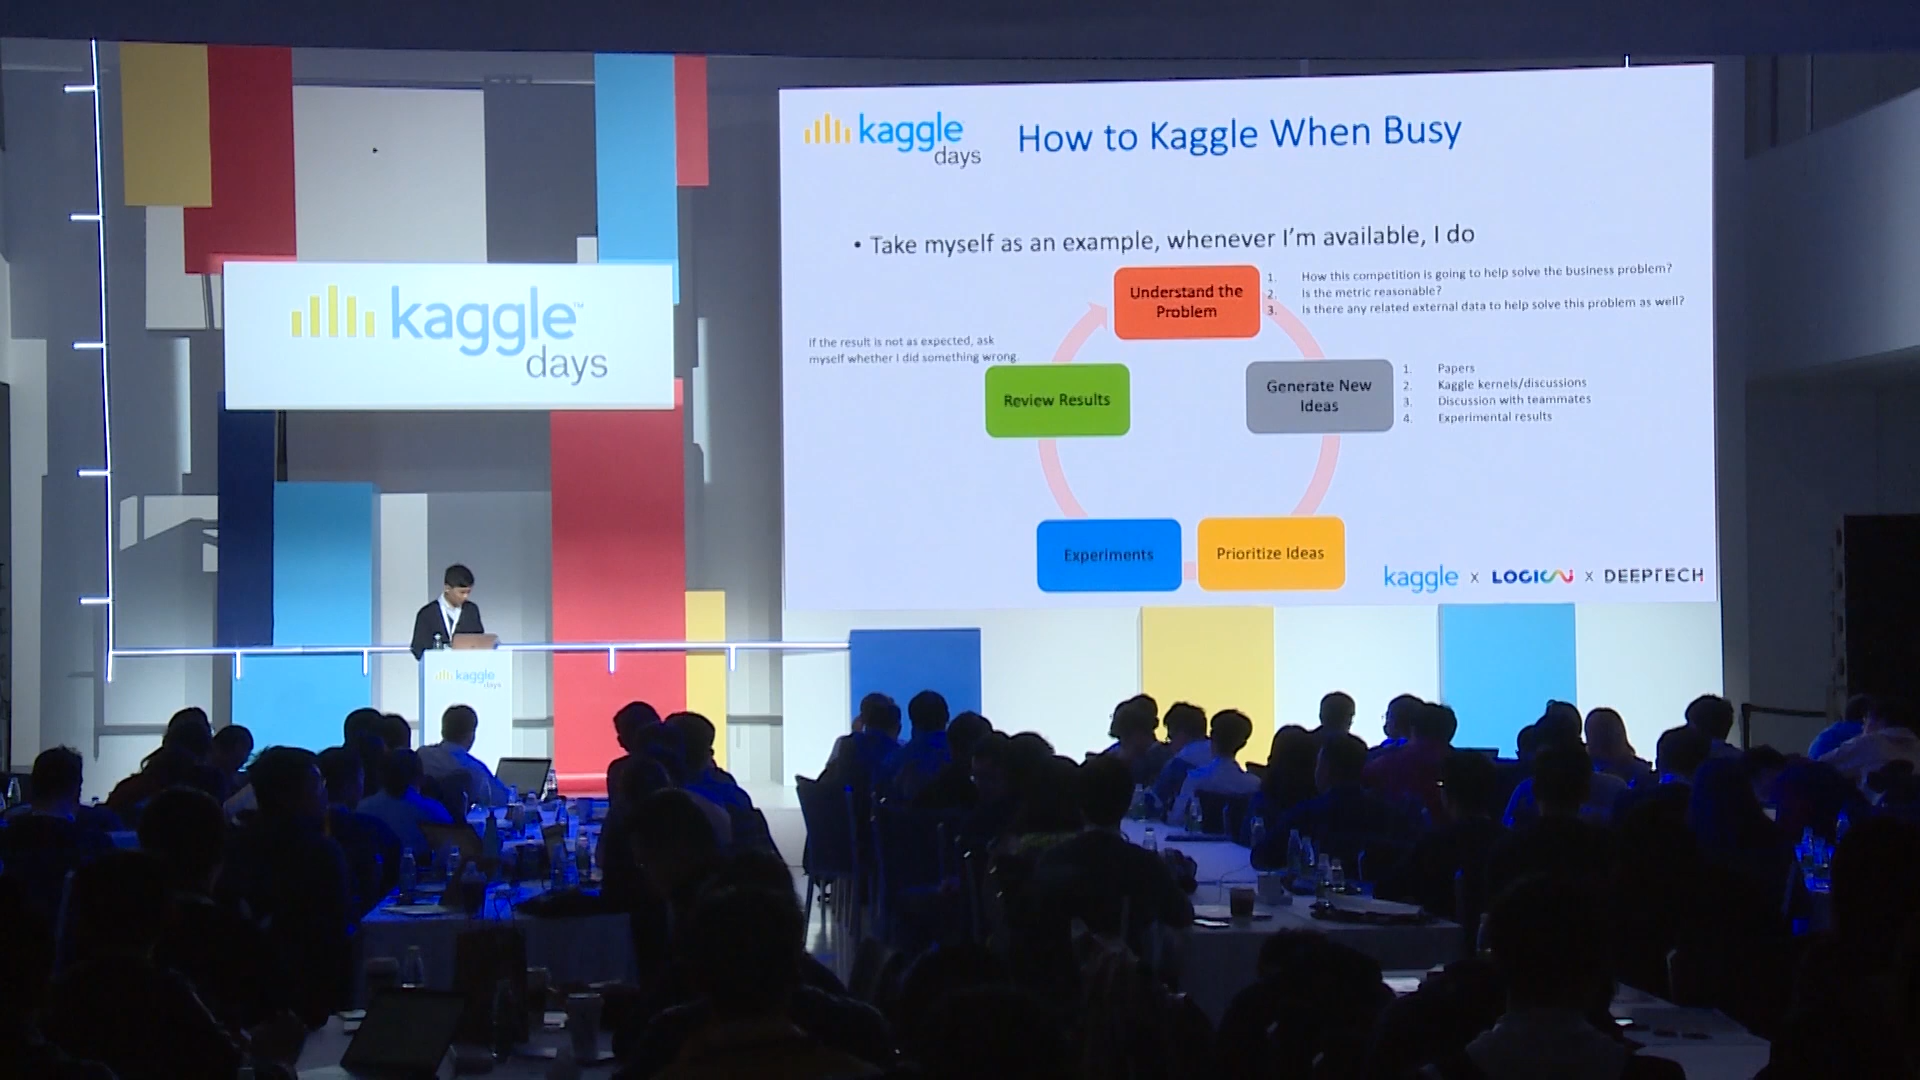 kaggle
days
How to Kaggle When Busy
• Take myself as an example, whenever I'm available, I do
Understand the
Problem
1. How this competition is going to help solve the business problem?
2. Is the metric reasonable?
3. Is there any related external data to help solve this problem as well?
If the result is not as expected, ask
myself whether I did something wrong.
Review Results
Generate New
Ideas
1. Papers
2. Kaggle kernels/discussions
3. Discussion with teammates
4. Experimental results
Experiments
Prioritize Ideas
kaggle x LOGICAI x DEEPTECH
kaggle™
days
kaggle
days